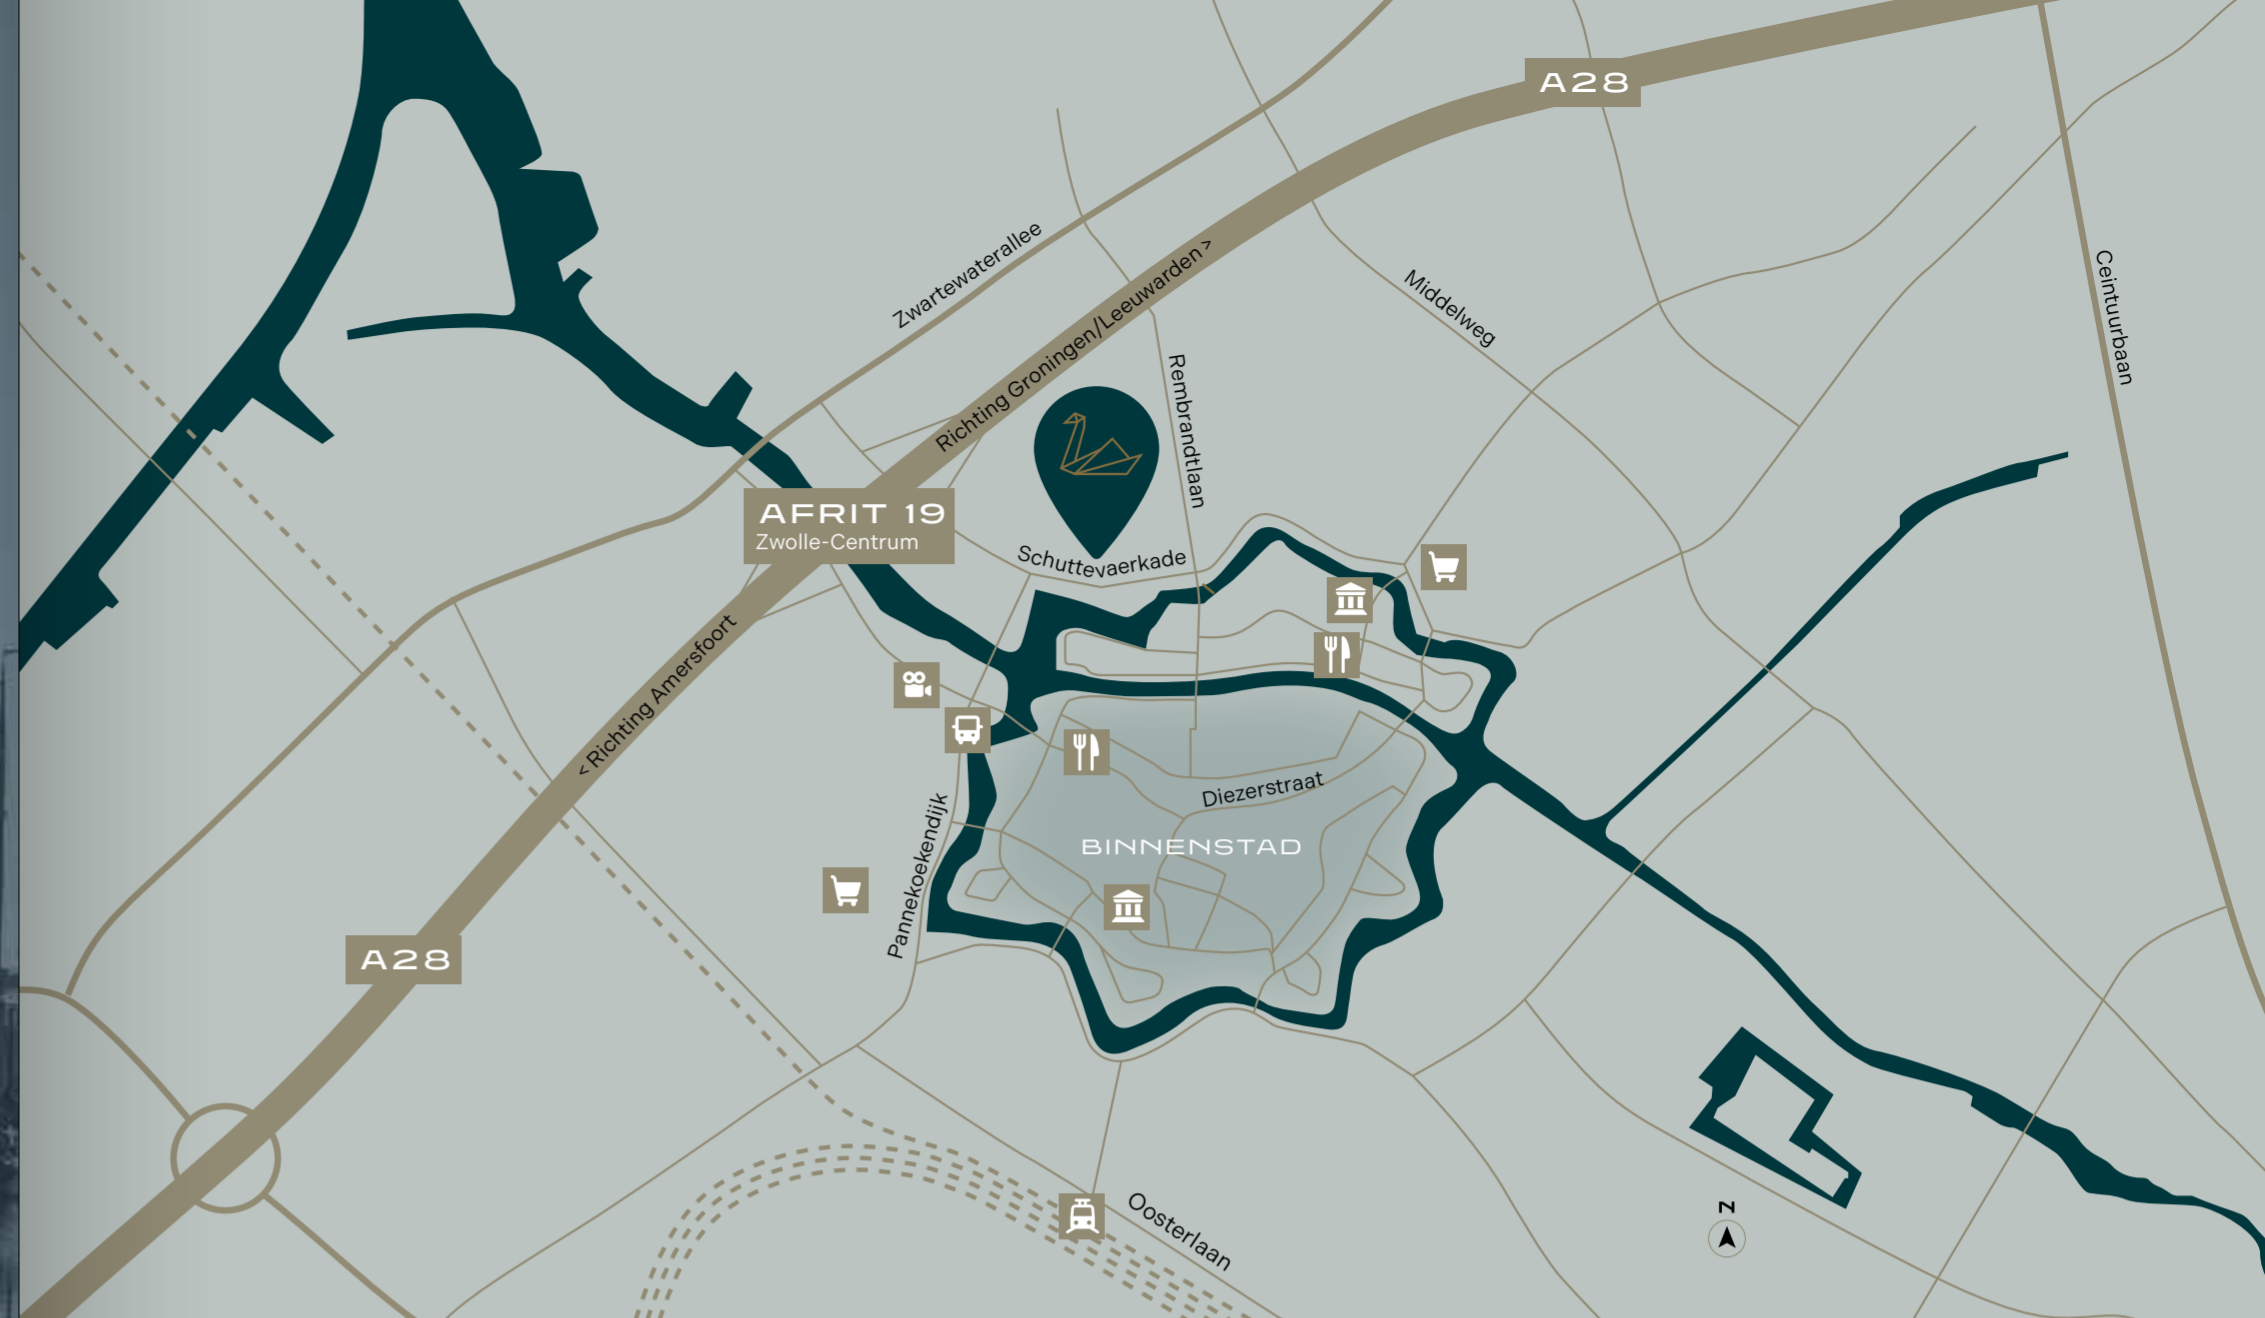 A28
Zwartewaterallee
Richting Groningen/Leeuwarden >
Middelweg
Ceintuurbaan
Rembrandtlaan
AFRIT 19
Zwolle-Centrum
Schuttevaerkade
< Richting Amersfoort
Diezerstraat
BINNENSTAD
Pannekoekendijk
A28
Oosterlaan
N